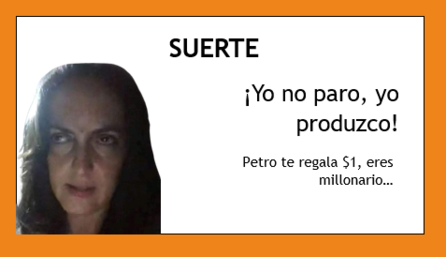 SUERTE
¡Yo no paro, yo
produzco!
Petro te regala $1, eres
millonario…